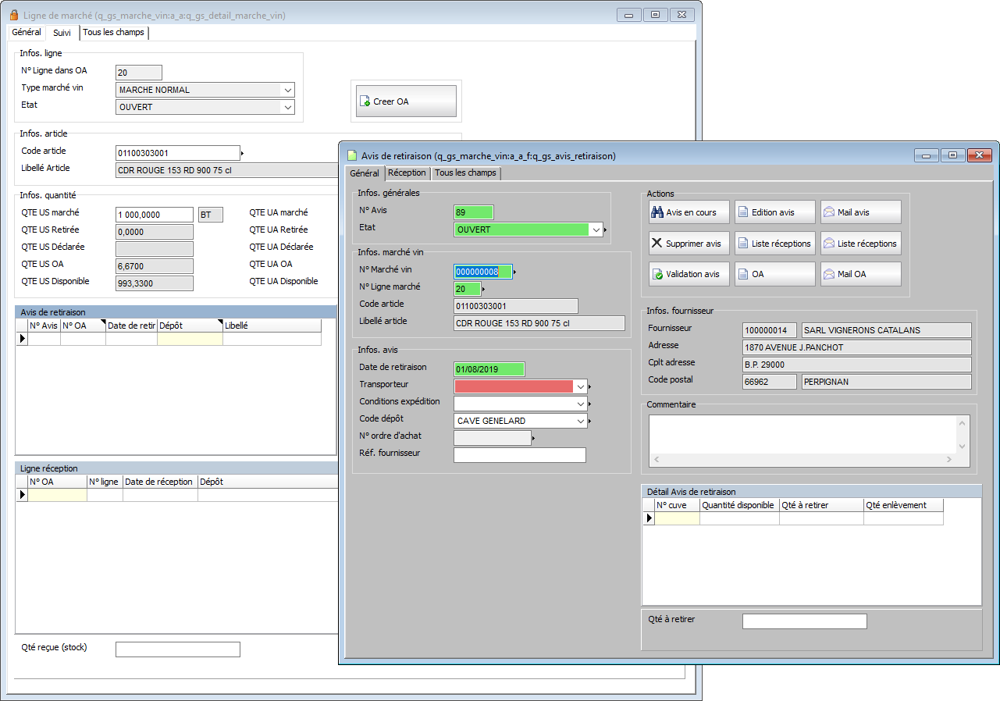 Ligne de marché (q_gs_marche_vin:a_a:q_gs_detail_marche_vin)
Général Suivi Tous les champs
Infos. ligne
N° Ligne dans OA 20
Type marché vin MARCHE NORMAL
Etat OUVERT
Creer OA
Infos. article
Code article 01100303001
Libellé Article CDR ROUGE 153 RD 900 75 cl
Infos. quantité
QTE US marché 1 000,0000 BT QTE UA marché
QTE US Retirée 0,0000 QTE UA Retirée
QTE US Déclarée QTE UA Déclarée
QTE US OA 6,6700 QTE UA OA
QTE US Disponible 993,3300 QTE UA Disponible
Avis de retiraison
N° Avis N° OA Date de retir Dépôt Libellé
Ligne réception
N° OA N° ligne Date de réception Dépôt
Qté reçue (stock)
Avis de retiraison (q_gs_marche_vin:a_a_f:q_gs_avis_retiraison)
Général Réception Tous les champs
Infos. générales
N° Avis 89
Etat OUVERT
Infos. marché vin
N° Marché vin 000000008
N° Ligne marché 20
Code article 01100303001
Libellé article CDR ROUGE 153 RD 900 75 cl
Infos. avis
Date de retiraison 01/08/2019
Transporteur
Conditions expédition
Code dépôt CAVE GENELARD
N° ordre d'achat
Réf. fournisseur
Actions
Avis en cours Edition avis Mail avis
Supprimer avis Liste réceptions Liste réceptions
Validation avis OA Mail OA
Infos. fournisseur
Fournisseur 100000014 SARL VIGNERONS CATALANS
Adresse 1870 AVENUE J.PANCHOT
Cplt adresse B.P. 29000
Code postal 66962 PERPIGNAN
Commentaire
Détail Avis de retiraison
N° cuve Quantité disponible Qté à retirer Qté enlèvement
Qté à retirer